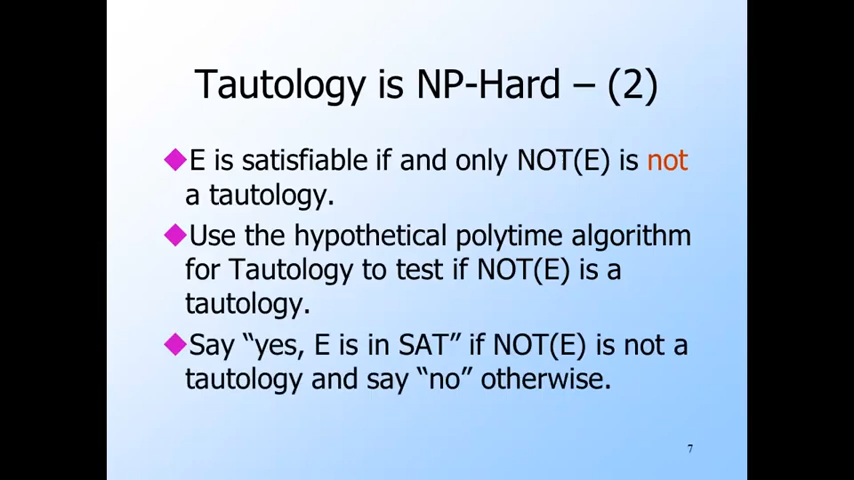 Tautology is NP-Hard – (2)
E is satisfiable if and only NOT(E) is not
a tautology.
Use the hypothetical polytime algorithm
for Tautology to test if NOT(E) is a
tautology.
Say “yes, E is in SAT” if NOT(E) is not a
tautology and say “no” otherwise.
7